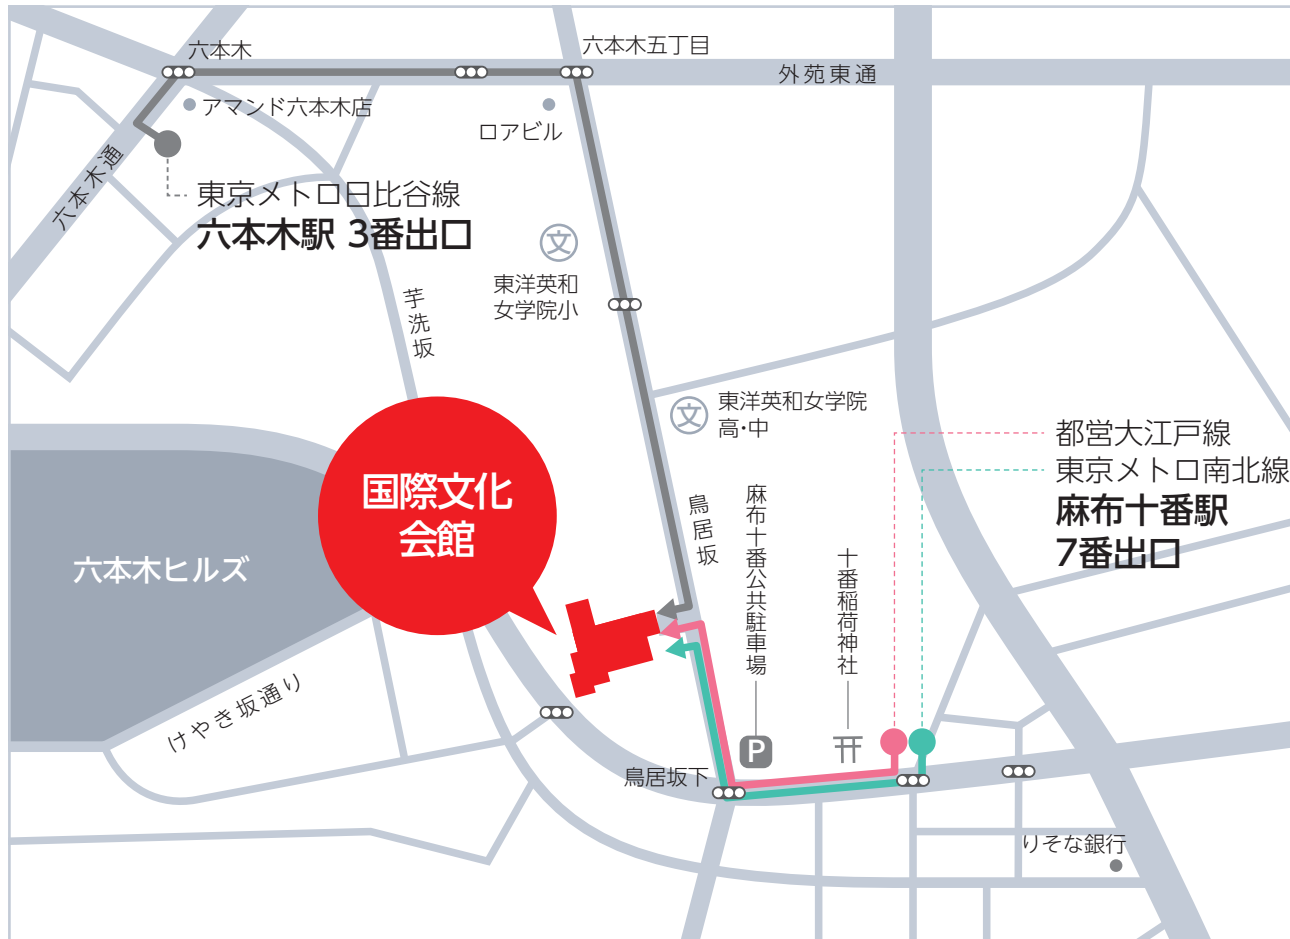 六本木
六本木五丁目
外苑東通
アマンド六本木店
ロアビル
六本木通
東京メトロ日比谷線
六本木駅 3番出口
文
東洋英和
女学院小
芋洗坂
文
東洋英和女学院
高・中
都営大江戸線
東京メトロ南北線
麻布十番駅
7番出口
国際文化
会館
鳥居坂
麻布十番公共駐車場
十番稲荷神社
六本木ヒルズ
けやき坂通り
P
鳥居坂下
りそな銀行